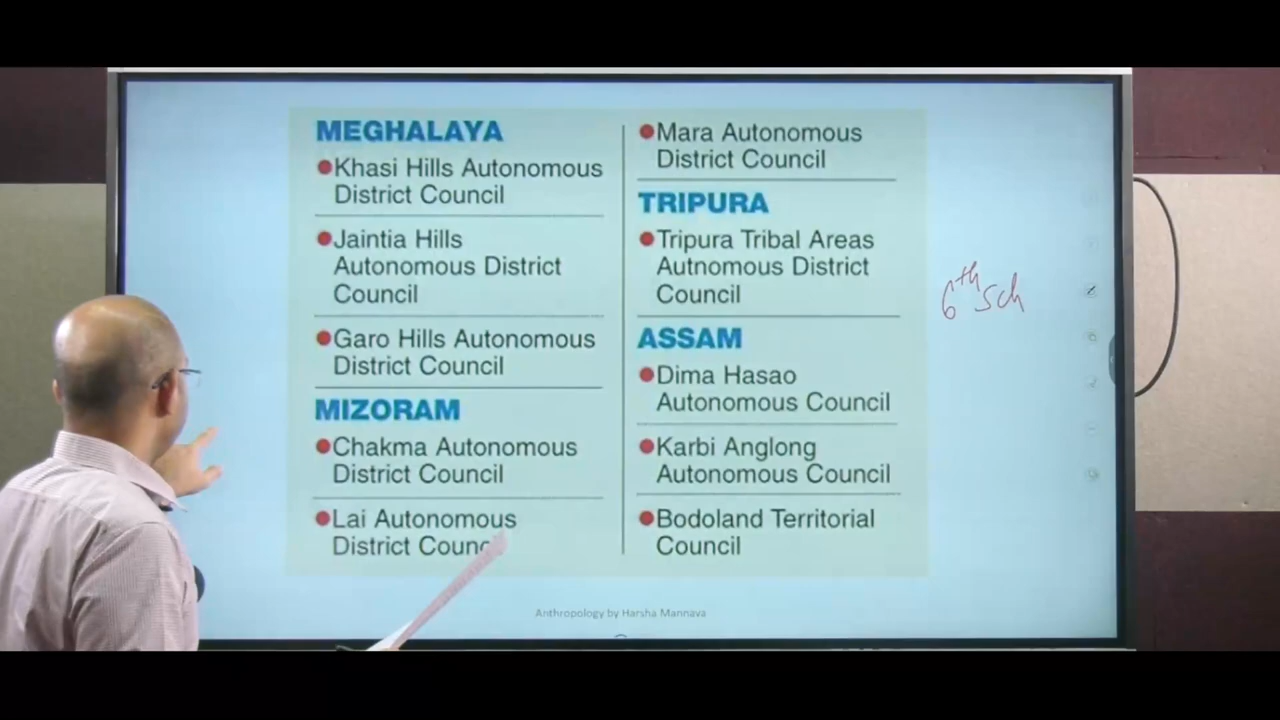 MEGHALAYA
Khasi Hills Autonomous
District Council
Jaintia Hills
Autonomous District
Council
Garo Hills Autonomous
District Council
MIZORAM
Chakma Autonomous
District Council
Lai Autonomous
District Counc
Mara Autonomous
District Council
TRIPURA
Tripura Tribal Areas
Autnomous District
Council
ASSAM
Dima Hasao
Autonomous Council
Karbi Anglong
Autonomous Council
Bodoland Territorial
Council
6th Sch
Anthropology by Harsha Mannava